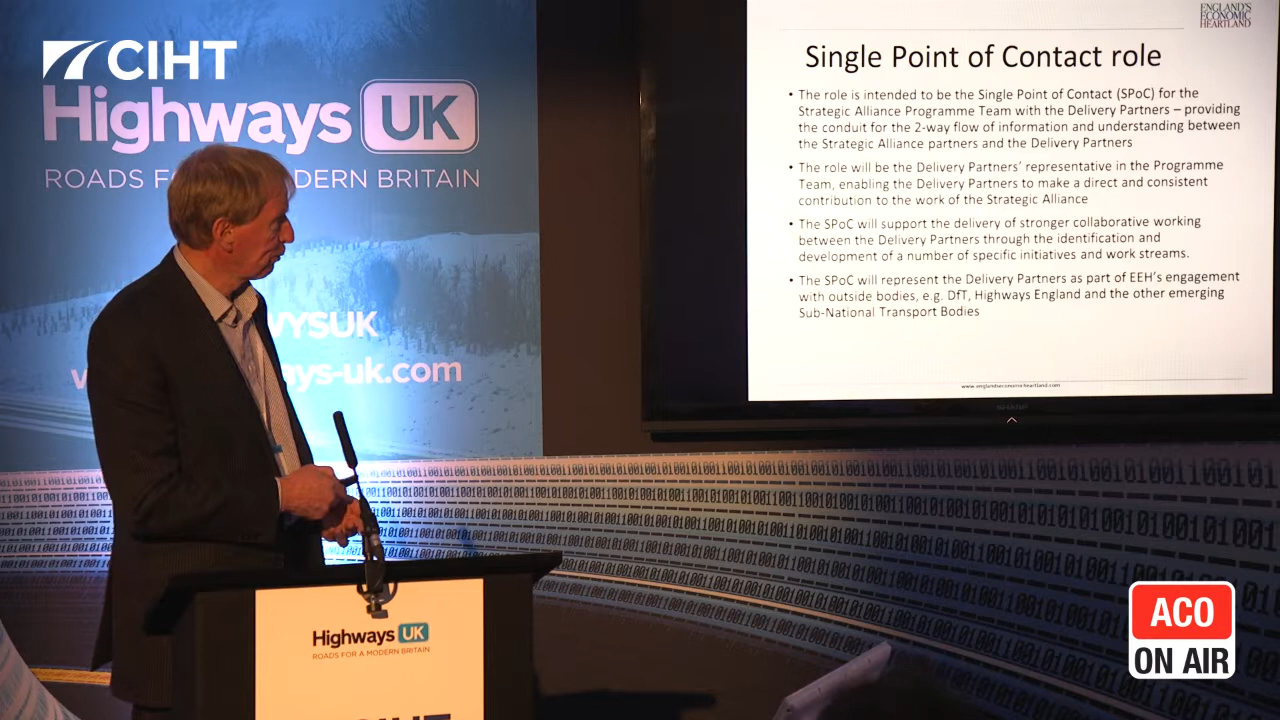 CIHT
Highways UK
ROADS F DERN BRITAIN
YSUK
ys-uk.com
ENGLAND'S
ECONOMIC
HEARTLAND
Single Point of Contact role
• The role is intended to be the Single Point of Contact (SPoC) for the
Strategic Alliance Programme Team with the Delivery Partners – providing
the conduit for the 2-way flow of information and understanding between
the Strategic Alliance partners and the Delivery Partners
• The role will be the Delivery Partners' representative in the Programme
Team, enabling the Delivery Partners to make a direct and consistent
contribution to the work of the Strategic Alliance
• The SPoC will support the delivery of stronger collaborative working
between the Delivery Partners through the identification and
development of a number of specific initiatives and work streams.
• The SPoC will represent the Delivery Partners as part of EEH's engagement
with outside bodies, e.g. DfT, Highways England and the other emerging
Sub-National Transport Bodies
www.englandseconomicheartland.com
SHARP
Highways UK
ROADS FOR A MODERN BRITAIN
ACO
ON AIR